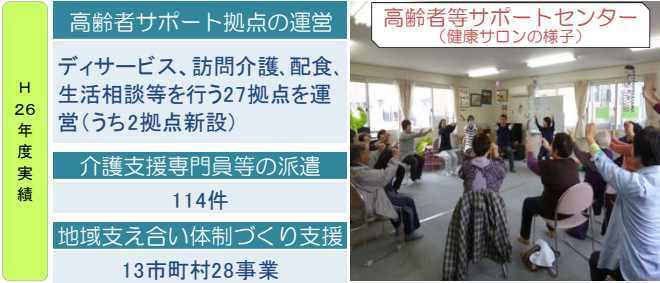 H
26
年
度
実
績
高齢者サポート拠点の運営
ディサービス、訪問介護、配食、
生活相談等を行う27拠点を運
営(うち2拠点新設)
介護支援専門員等の派遣
114件
地域支え合い体制づくり支援
13市町村28事業
高齢者等サポートセンター
(健康サロンの様子)